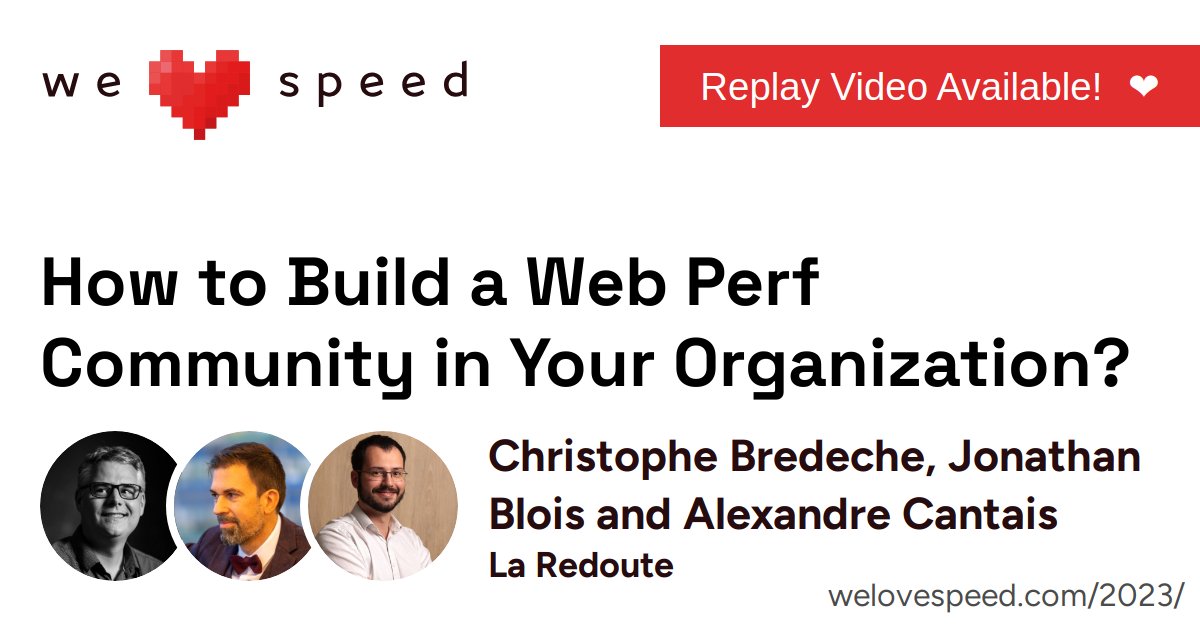 we ❤ speed
Replay Video Available! ❤
How to Build a Web Perf
Community in Your Organization?
Christophe Bredeche, Jonathan
Blois and Alexandre Cantais
La Redoute
welovespeed.com/2023/